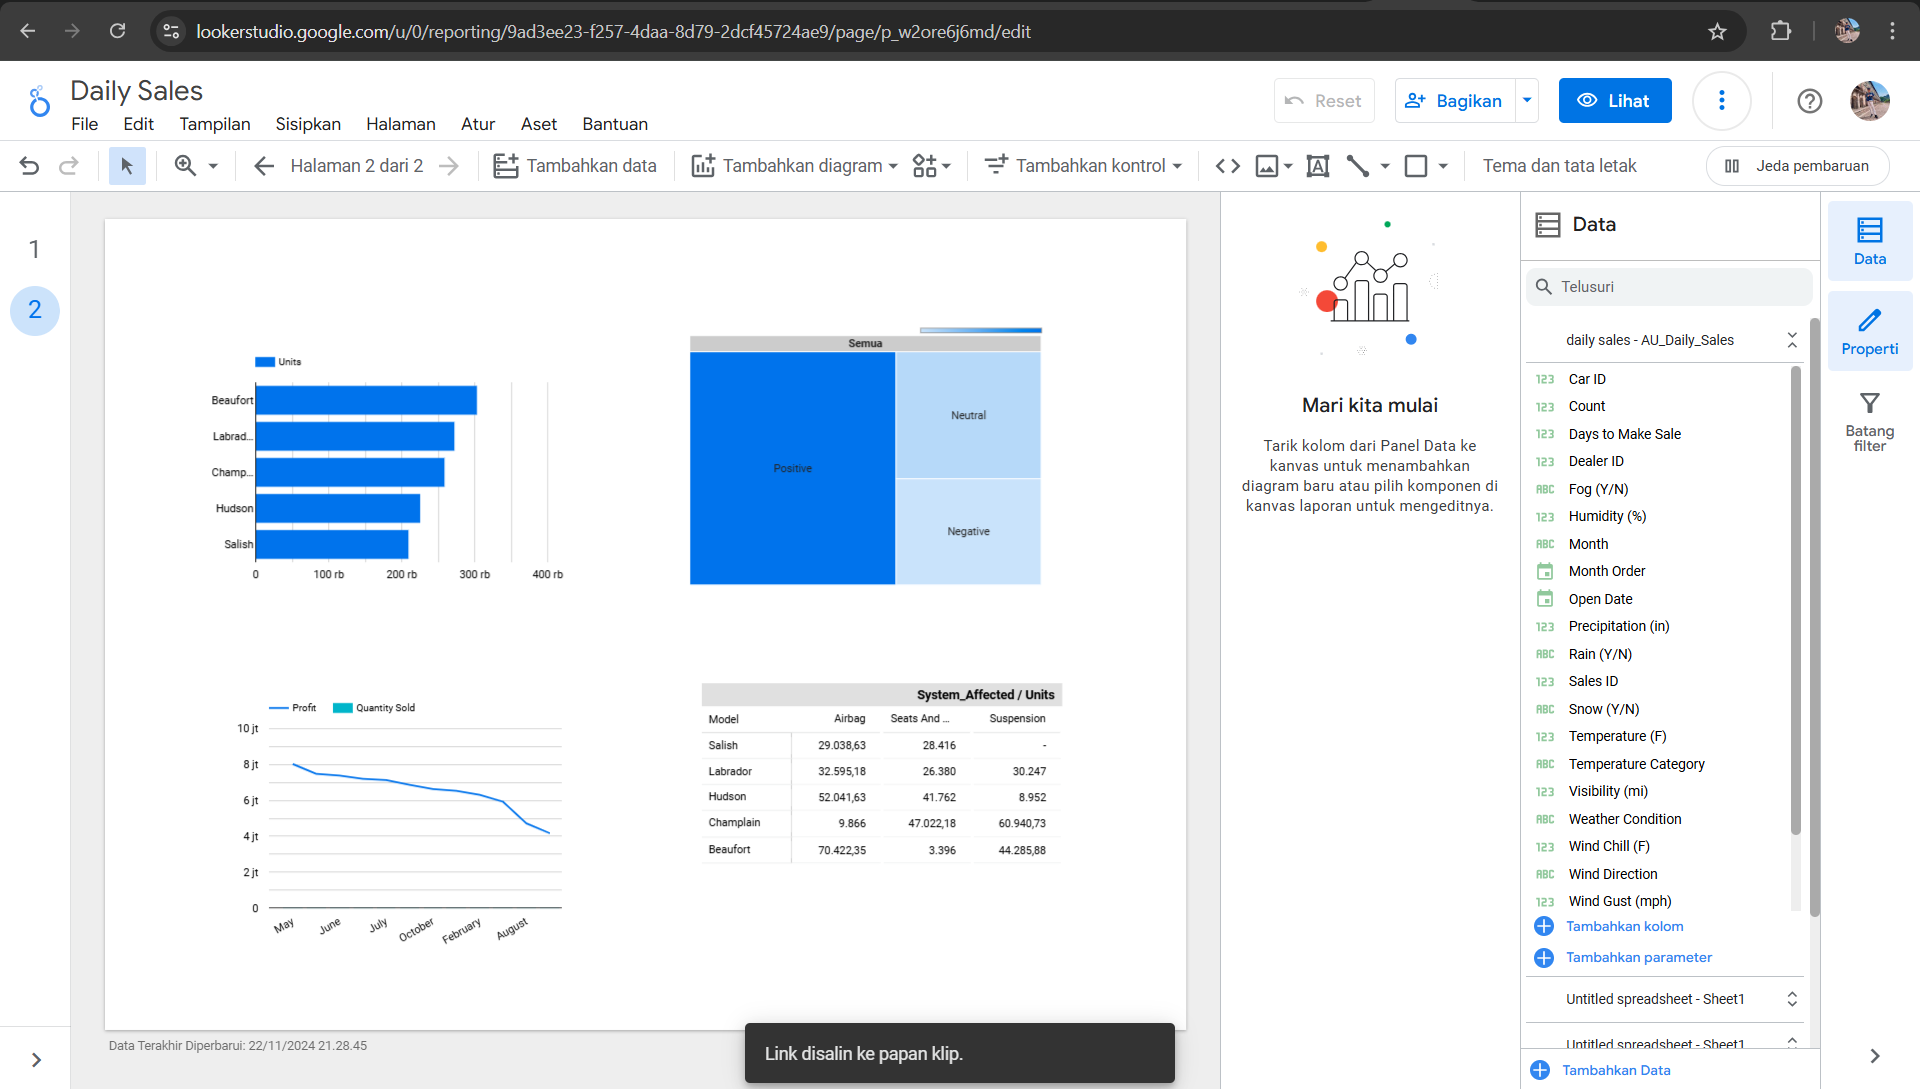 lookerstudio.google.com/u/0/reporting/9ad3ee23-f257-4daa-8d79-2dcf45724ae9/page/p_w2ore6j6md/edit
Daily Sales
File Edit Tampilan Sisipkan Halaman Atur Aset Bantuan
Reset
Bagikan
Lihat
Halaman 2 dari 2
Tambahkan data
Tambahkan diagram
Tambahkan kontrol
Tema dan tata letak
Jeda pembaruan
1
2
Units
Beaufort
Labrad...
Champ...
Hudson
Salish
0 100 rb 200 rb 300 rb 400 rb
Semua
Positive
Neutral
Negative
Profit Quantity Sold
10 jt
8 jt
6 jt
4 jt
2 jt
0
May June July October February August
System_Affected / Units
Model Airbag Seats And ... Suspension
Salish 29.038,63 28.416 -
Labrador 32.595,18 26.380 30.247
Hudson 52.041,63 41.762 8.952
Champlain 9.866 47.022,18 60.940,73
Beaufort 70.422,35 3.396 44.285,88
Data Terakhir Diperbarui: 22/11/2024 21.28.45
Link disalin ke papan klip.
Mari kita mulai
Tarik kolom dari Panel Data ke
kanvas untuk menambahkan
diagram baru atau pilih komponen di
kanvas laporan untuk mengeditnya.
Data
Telusuri
daily sales - AU_Daily_Sales
123 Car ID
123 Count
123 Days to Make Sale
123 Dealer ID
ABC Fog (Y/N)
123 Humidity (%)
ABC Month
Month Order
Open Date
123 Precipitation (in)
ABC Rain (Y/N)
123 Sales ID
ABC Snow (Y/N)
123 Temperature (F)
ABC Temperature Category
123 Visibility (mi)
ABC Weather Condition
123 Wind Chill (F)
ABC Wind Direction
123 Wind Gust (mph)
Tambahkan kolom
Tambahkan parameter
Untitled spreadsheet - Sheet1
Untitled spreadsheet - Sheet1
Tambahkan Data
Data
Properti
Batang
filter